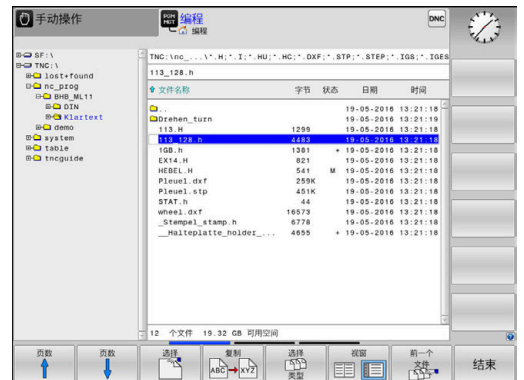 手动操作
PGM MGT 编程
编程
DNC
SF:\
TNC:\
lost+found
nc_prog
BHB_ML11
DIN
Klartext
demo
system
table
tncguide
TNC:\nc_...\*.H;*.I;*.HU;*.HC;*.DXF;*.STP;*.STEP;*.IGS;*.IGES
113_128.h
文件名称 字节 状态 日期 时间
.. 19-05-2016 13:21:18
Drehen_turn 19-05-2016 13:21:19
113.H 1299 19-05-2016 13:21:18
113_128.h 4483 19-05-2016 13:21:18
1GB.h 1381 + 19-05-2016 13:21:18
EX14.H 821 19-05-2016 13:21:18
HEBEL.H 541 M 19-05-2016 13:21:18
Pleuel.dxf 259K 19-05-2016 13:21:18
Pleuel.stp 451K 19-05-2016 13:21:18
STAT.h 44 19-05-2016 13:21:18
wheel.dxf 16573 19-05-2016 13:21:18
_Stempel_stamp.h 6778 19-05-2016 13:21:18
__Halteplatte_holder_... 4655 + 19-05-2016 13:21:18
12 个文件 19.32 GB 可用空间
页数 页数 选择 复制 选择 视窗 前一个 结束
ABC XYZ 类型 文件